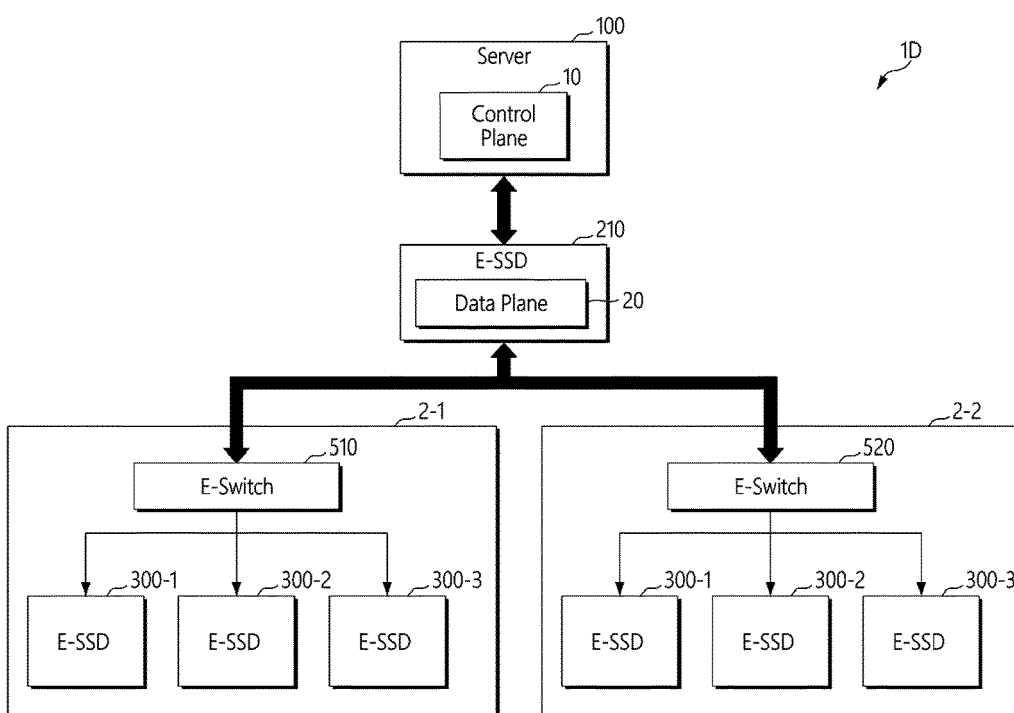 100
1D
Server
10
Control
Plane
210
E-SSD
Data Plane
20
2-1
2-2
510
520
E-Switch
E-Switch
300-1
300-2
300-3
300-1
300-2
300-3
E-SSD
E-SSD
E-SSD
E-SSD
E-SSD
E-SSD